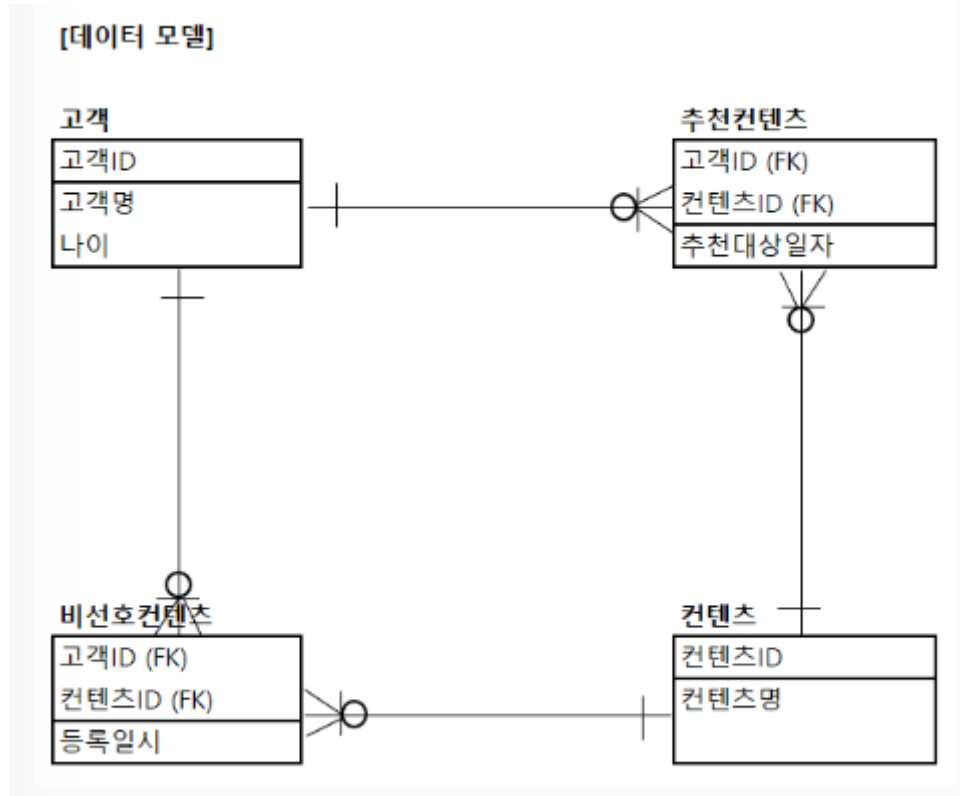 [데이터 모델]
고객
고객ID
고객명
나이
추천컨텐츠
고객ID (FK)
컨텐츠ID (FK)
추천대상일자
비선호컨텐츠
고객ID (FK)
컨텐츠ID (FK)
등록일시
컨텐츠
컨텐츠ID
컨텐츠명